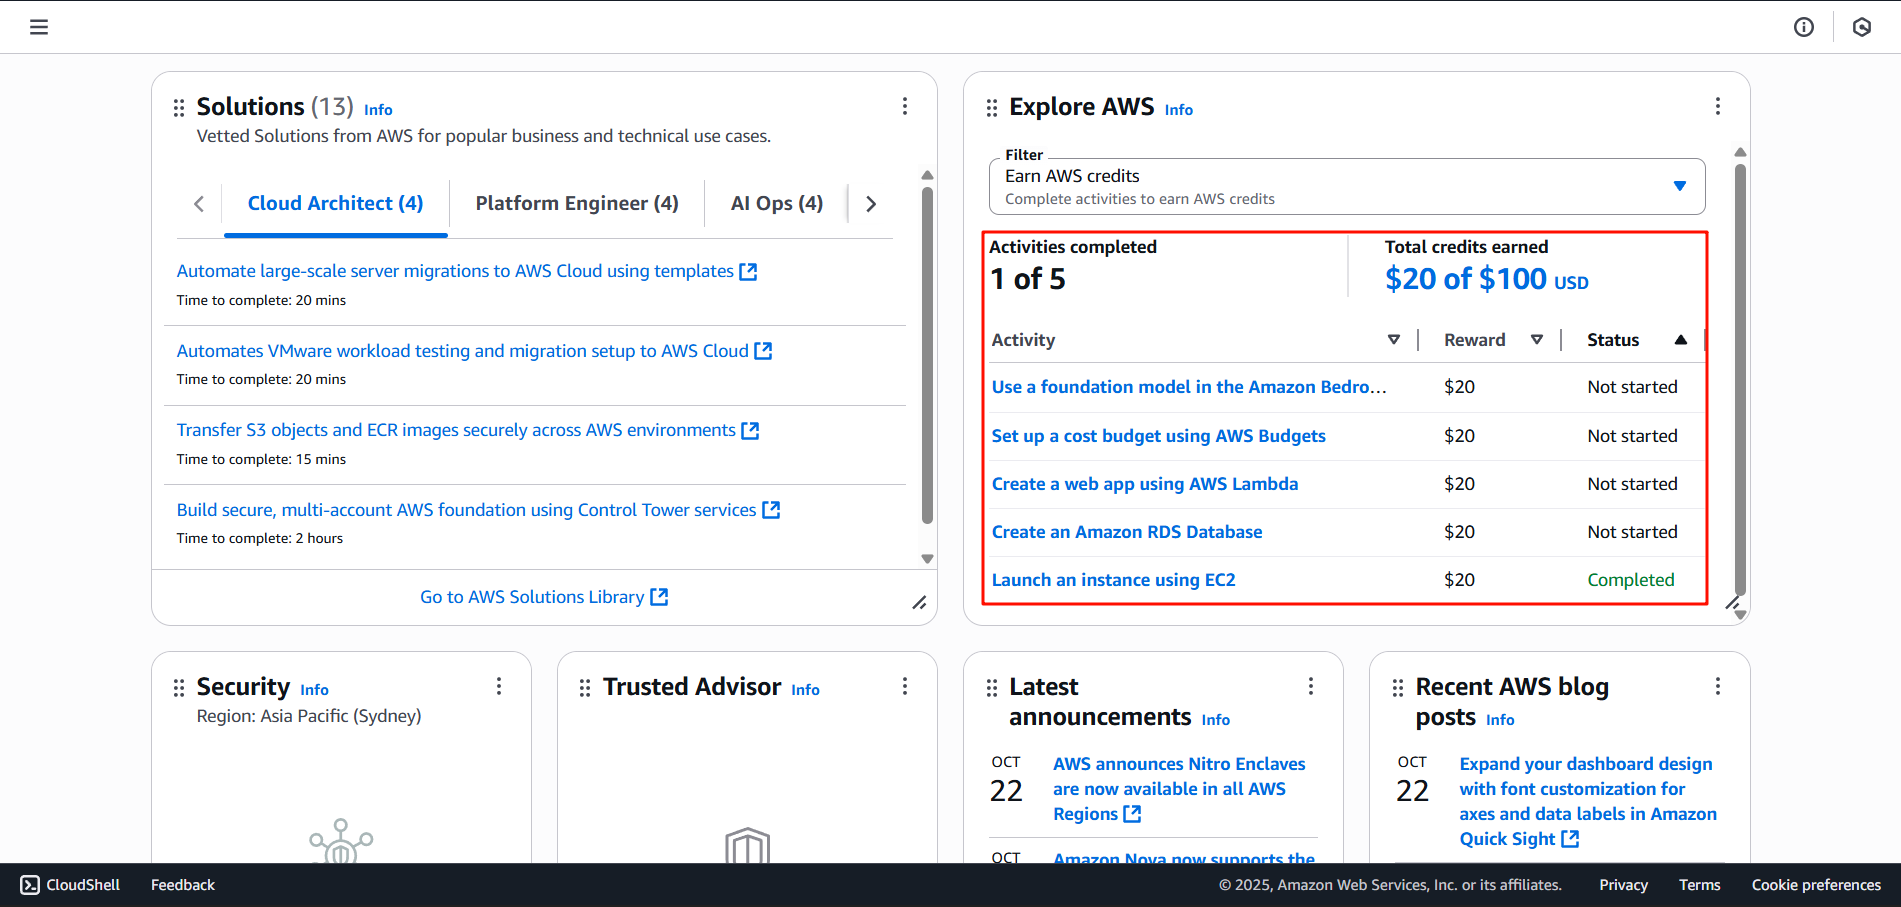 Solutions (13) Info
Vetted Solutions from AWS for popular business and technical use cases.
Cloud Architect (4)
Platform Engineer (4)
AI Ops (4)
Automate large-scale server migrations to AWS Cloud using templates
Time to complete: 20 mins
Automates VMware workload testing and migration setup to AWS Cloud
Time to complete: 20 mins
Transfer S3 objects and ECR images securely across AWS environments
Time to complete: 15 mins
Build secure, multi-account AWS foundation using Control Tower services
Time to complete: 2 hours
Go to AWS Solutions Library
Explore AWS Info
Filter
Earn AWS credits
Complete activities to earn AWS credits
Activities completed
1 of 5
Total credits earned
$20 of $100 USD
Activity Reward Status
Use a foundation model in the Amazon Bedro... $20 Not started
Set up a cost budget using AWS Budgets $20 Not started
Create a web app using AWS Lambda $20 Not started
Create an Amazon RDS Database $20 Not started
Launch an instance using EC2 $20 Completed
Security Info
Region: Asia Pacific (Sydney)
Trusted Advisor Info
Latest
announcements Info
OCT
22
AWS announces Nitro Enclaves
are now available in all AWS
Regions
OCT
Amazon Nova now supports the
Recent AWS blog
posts Info
OCT
22
Expand your dashboard design
with font customization for
axes and data labels in Amazon
Quick Sight
CloudShell Feedback © 2025, Amazon Web Services, Inc. or its affiliates. Privacy Terms Cookie preferences